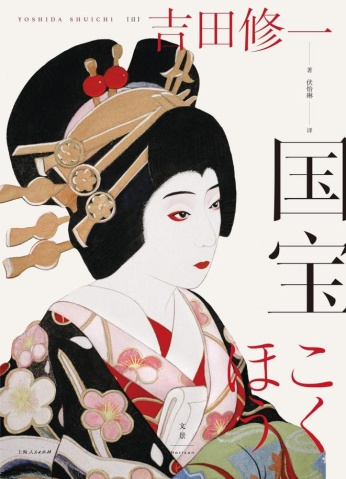 YOSHIDA SHUICHI
[日]
吉田修一
著
伏怡琳
译
国宝
こくほう
文景
Horizon
上海人民出版社